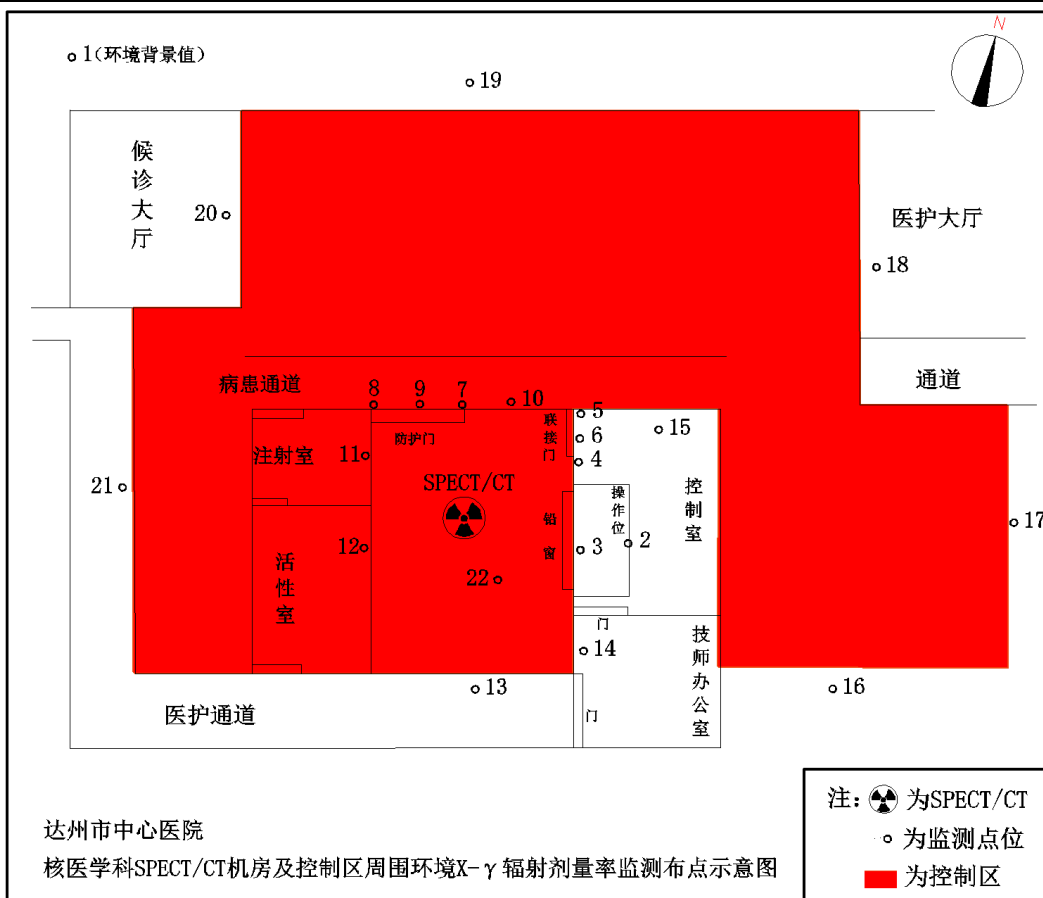 N
1(环境背景值)
19
候诊大厅
20
医护大厅
18
病患通道
8
9
7
10
5
通道
防护门
联接门
6
15
注射室
11
4
SPECT/CT
操作位
控制室
21
铅窗
3
2
17
活性室
12
22
门
14
技师办公室
13
16
医护通道
门
达州市中心医院
核医学科SPECT/CT机房及控制区周围环境X-γ辐射剂量率监测布点示意图
注: 为SPECT/CT
为监测点位
为控制区